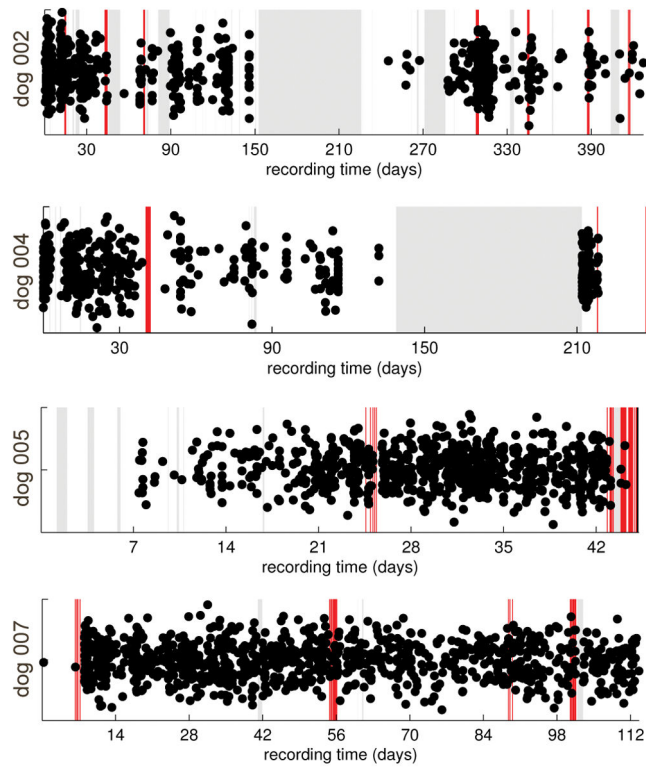 dog 002
30 90 150 210 270 330 390
recording time (days)
dog 004
30 90 150 210
recording time (days)
dog 005
7 14 21 28 35 42
recording time (days)
dog 007
14 28 42 56 70 84 98 112
recording time (days)